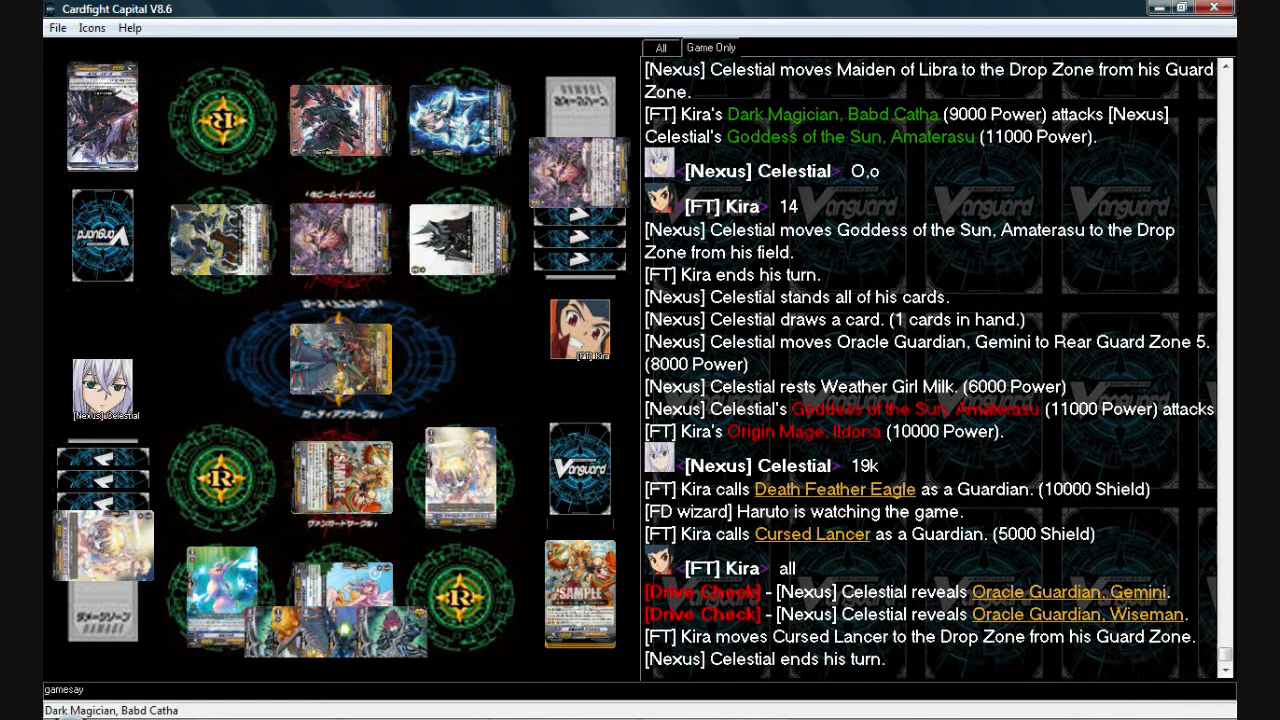 Cardfight Capital V8.6
File Icons Help
All Game Only
[Nexus] Celestial moves Maiden of Libra to the Drop Zone from his Guard
Zone.
[FT] Kira's Dark Magician, Babd Catha (9000 Power) attacks [Nexus]
Celestial's Goddess of the Sun, Amaterasu (11000 Power).
[Nexus] Celestial> O,o
[FT] Kira> 14
[Nexus] Celestial moves Goddess of the Sun, Amaterasu to the Drop
Zone from his field.
[FT] Kira ends his turn.
[Nexus] Celestial stands all of his cards.
[Nexus] Celestial draws a card. (1 cards in hand.)
[Nexus] Celestial moves Oracle Guardian, Gemini to Rear Guard Zone 5.
(8000 Power)
[Nexus] Celestial rests Weather Girl Milk. (6000 Power)
[Nexus] Celestial's Goddess of the Sun, Amaterasu (11000 Power) attacks
[FT] Kira's Origin Mage, Ildona (10000 Power).
[Nexus] Celestial> 19k
[FT] Kira calls Death Feather Eagle as a Guardian. (10000 Shield)
[FD wizard] Haruto is watching the game.
[FT] Kira calls Cursed Lancer as a Guardian. (5000 Shield)
[FT] Kira> all
[Drive Check] - [Nexus] Celestial reveals Oracle Guardian, Gemini.
[Drive Check] - [Nexus] Celestial reveals Oracle Guardian, Wiseman.
[FT] Kira moves Cursed Lancer to the Drop Zone from his Guard Zone.
[Nexus] Celestial ends his turn.
[FT] Kira
[Nexus] Celestial
R
R
R
Vanguard
SAMPLE
SAMPLE
gamesay
Dark Magician, Babd Catha